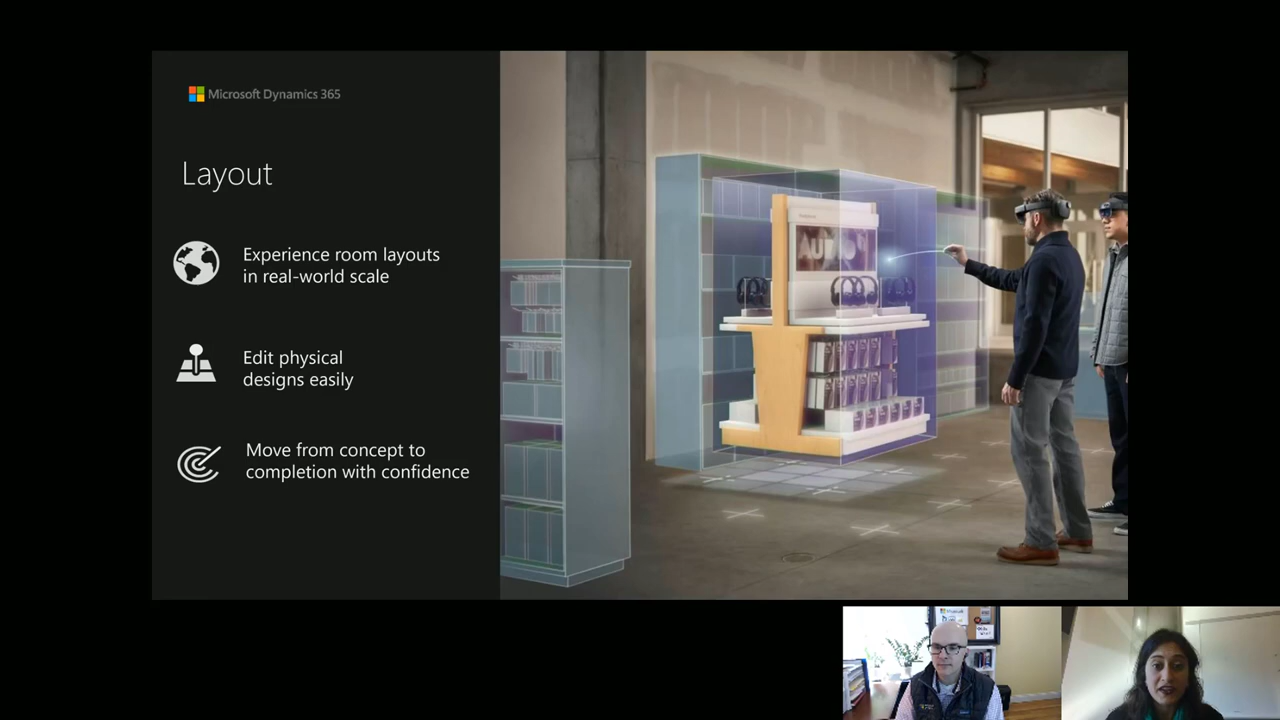 Microsoft Dynamics 365
Layout
Experience room layouts
in real-world scale
Edit physical
designs easily
Move from concept to
completion with confidence